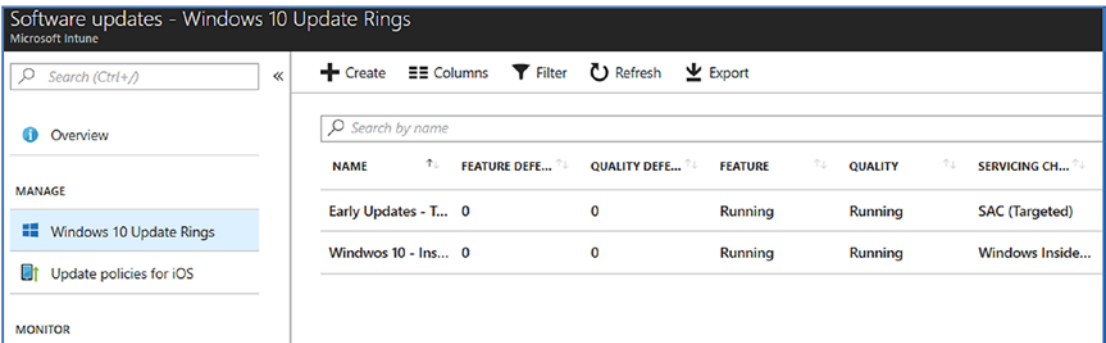 Software updates - Windows 10 Update Rings
Microsoft Intune
Search (Ctrl+/)
«
Create
Columns
Filter
Refresh
Export
Overview
Search by name
NAME
FEATURE DEFE...
QUALITY DEFE...
FEATURE
QUALITY
SERVICING CH...
MANAGE
Early Updates - T... 0 0 Running Running SAC (Targeted)
Windows 10 Update Rings
Windwos 10 - Ins... 0 0 Running Running Windows Inside...
Update policies for iOS
MONITOR